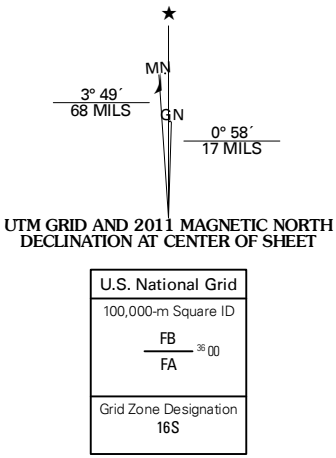 ★
MN
3° 49´
68 MILS
GN
0° 58´
17 MILS
UTM GRID AND 2011 MAGNETIC NORTH
DECLINATION AT CENTER OF SHEET
U.S. National Grid
100,000-m Square ID
FB
36 00
FA
Grid Zone Designation
16S